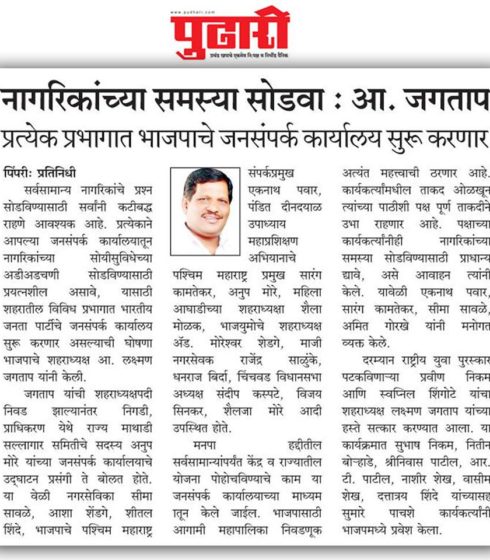 www.pudhari.com
पुढारी
नागरिकांच्या समस्या सोडवा : आ. जगताप
प्रत्येक प्रभागात भाजपाचे जनसंपर्क कार्यालय सुरू करणार
पिंपरी: प्रतिनिधी
सर्वसामान्य नागरिकांचे प्रश्न
सोडविण्यासाठी सर्वांनी कटीबद्ध
राहणे आवश्यक आहे. प्रत्येकाने
आपल्या जनसंपर्क कार्यालयातून
नागरिकांच्या सोयीसुविधेच्या
अडीअडचणी सोडविण्यासाठी
प्रयत्नशील असावे, यासाठी
शहरातील विविध प्रभागात भारतीय
जनता पार्टीचे जनसंपर्क कार्यालय
सुरू करणार असल्याची घोषणा
भाजपाचे शहराध्यक्ष आ. लक्ष्मण
जगताप यांनी केली.
जगताप यांची शहराध्यक्षपदी
निवड झाल्यानंतर निगडी,
प्राधिकरण येथे राज्य माथाडी
सल्लागार समितीचे सदस्य अनुप
मोरे यांच्या जनसंपर्क कार्यालयाचे
उद्घाटन प्रसंगी ते बोलत होते.
या वेळी नगरसेविका सीमा
सावळे, आशा शेंडगे, शीतल
शिंदे, भाजपाचे पश्चिम महाराष्ट्र
संपर्कप्रमुख
एकनाथ पवार,
पंडित दीनदयाळ
उपाध्याय
महाप्रशिक्षण
अभियानाचे
पश्चिम महाराष्ट्र प्रमुख सारंग
कामतेकर, अनुप मोरे, महिला
आघाडीच्या शहराध्यक्षा शैला
मोळक, भाजयुमोचे शहराध्यक्ष
अॅड. मोरेश्वर शेडगे, माजी
नगरसेवक राजेंद्र साळुंके,
धनराज बिर्दा, चिंचवड विधानसभा
अध्यक्ष संदीप कस्पटे, विजय
सिनकर, शैलजा मोरे आदी
उपस्थित होते.
मनपा हद्दीतील
सर्वसामान्यांपर्यंत केंद्र व राज्यातील
योजना पोहोचविण्याचे काम या
जनसंपर्क कार्यालयाच्या माध्यम
तून केले जाईल. भाजपासाठी
आगामी महापालिका निवडणूक
अत्यंत महत्त्वाची ठरणार आहे.
कार्यकर्त्यांमधील ताकद ओळखून
त्यांच्या पाठीशी पक्ष पूर्ण ताकदीने
उभा राहणार आहे. पक्षाच्या
कार्यकर्त्यांनीही नागरिकांच्या
समस्या सोडविण्यासाठी प्राधान्य
द्यावे, असे आवाहन त्यांनी
केले. यावेळी एकनाथ पवार,
सारंग कामतेकर, सीमा सावळे,
अमित गोरखे यांनी मनोगत
व्यक्त केले.
दरम्यान राष्ट्रीय युवा पुरस्कार
पटकविणाऱ्या प्रवीण निकम
आणि स्वप्निल शिंगोटे यांचा
शहराध्यक्ष लक्ष्मण जगताप यांच्या
हस्ते सत्कार करण्यात आला. या
कार्यक्रमात सुभाष निकम, नितीन
बोऱ्हाडे, श्रीनिवास पाटील, आर.
टी. पाटील, नाशीर शेख, वासीम
शेख, दत्तात्रय शिंदे यांच्यासह
सुमारे पाचशे कार्यकर्त्यांनी
भाजपमध्ये प्रवेश केला.